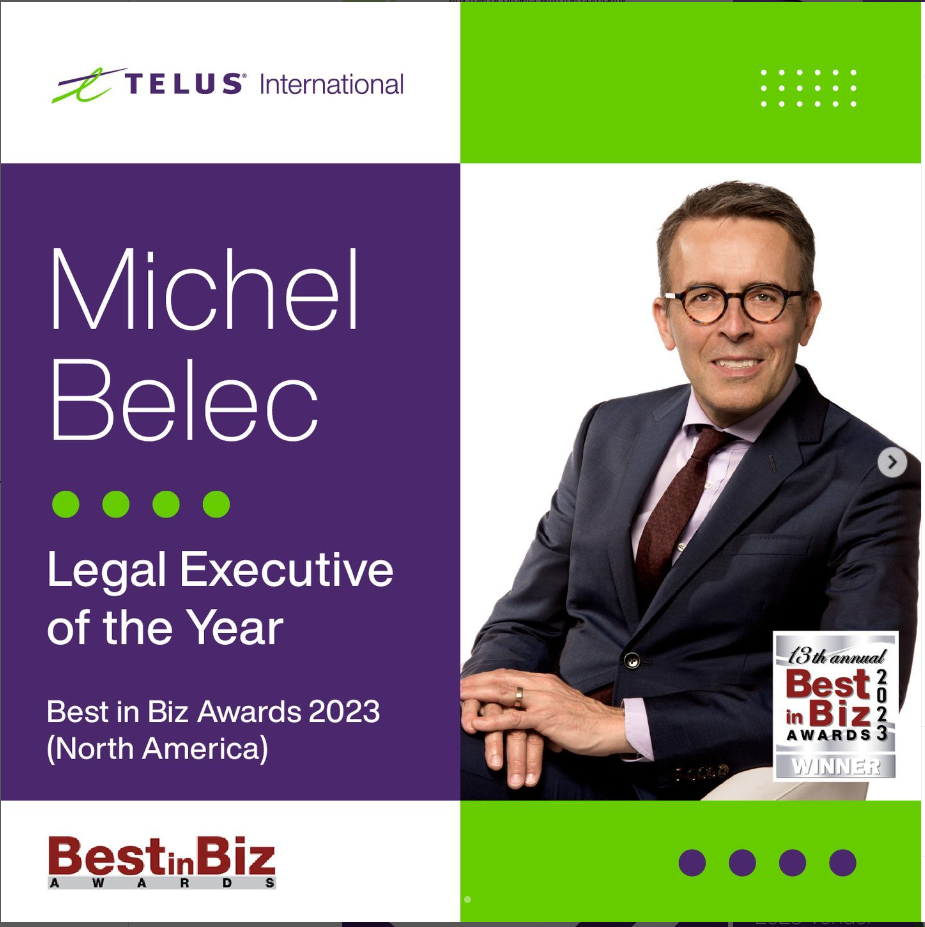 TELUS® International
Michel
Belec
Legal Executive
of the Year
Best in Biz Awards 2023
(North America)
13th annual
Best
in Biz
AWARDS
2023
WINNER
BestinBiz
AWARDS